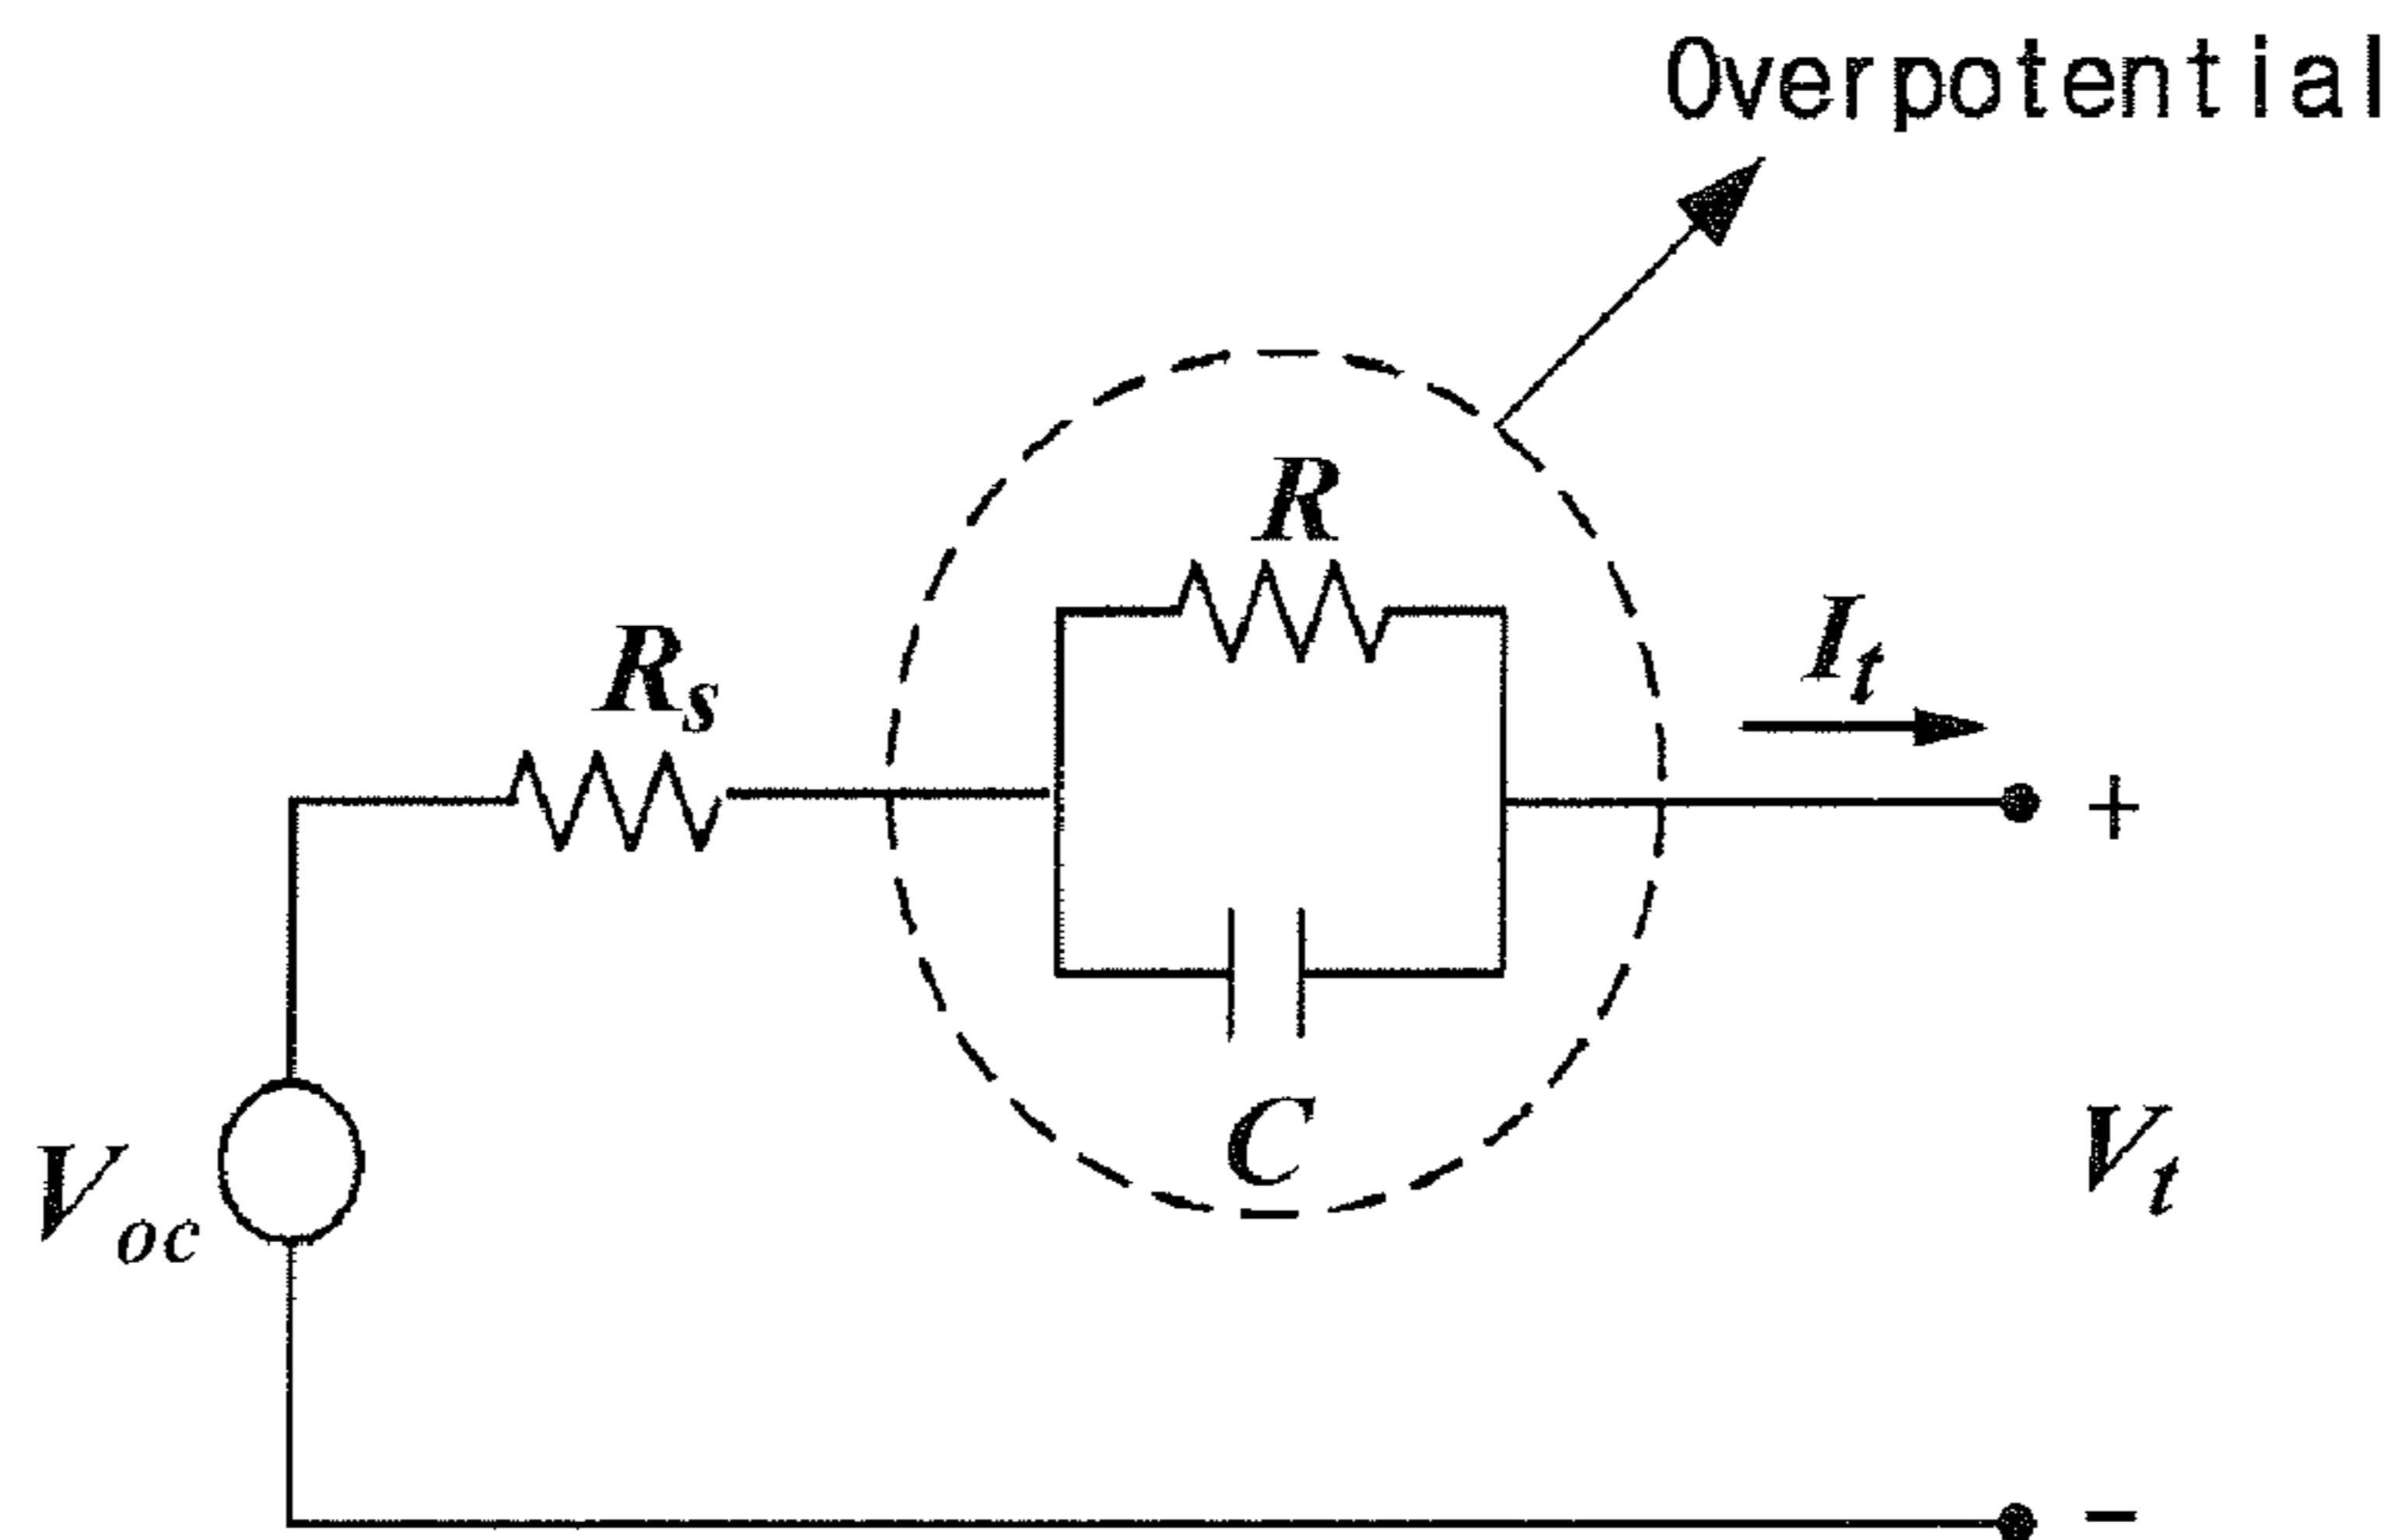 Overpotential
R
Rs
It
+
C
Voc
Vt
−